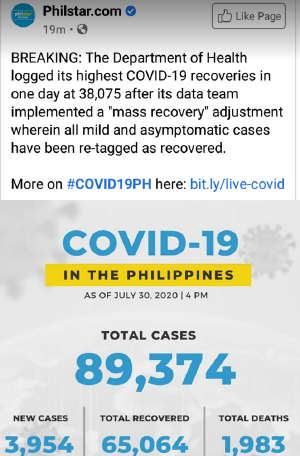 Philstar.com
Like Page
19m
BREAKING: The Department of Health
logged its highest COVID-19 recoveries in
one day at 38,075 after its data team
implemented a "mass recovery" adjustment
wherein all mild and asymptomatic cases
have been re-tagged as recovered.
More on #COVID19PH here: bit.ly/live-covid
COVID-19
IN THE PHILIPPINES
AS OF JULY 30, 2020 | 4 PM
TOTAL CASES
89,374
NEW CASES TOTAL RECOVERED TOTAL DEATHS
3,954 65,064 1,983